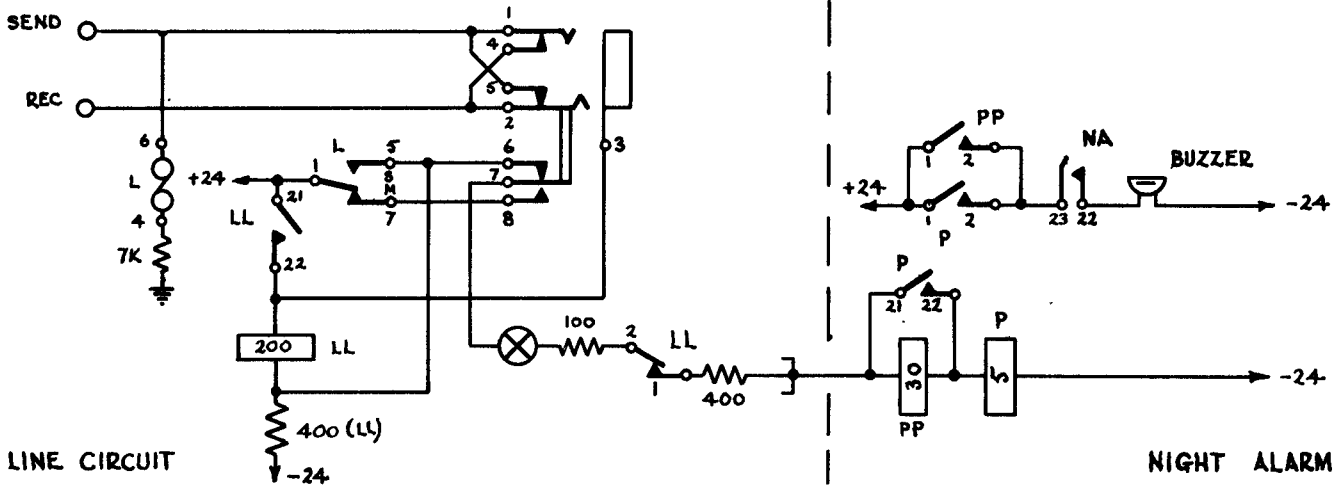 SEND
REC
1
4
5
2
6
7
8
3
6
L
4
7K
+24
1
L
5
S
M
7
21
LL
22
200
LL
400 (LL)
-24
100
2
LL
1
400
LINE CIRCUIT
PP
1
2
NA
BUZZER
+24
1
2
P
23
22
-24
P
21
22
P
30
PP
5
-24
NIGHT ALARM